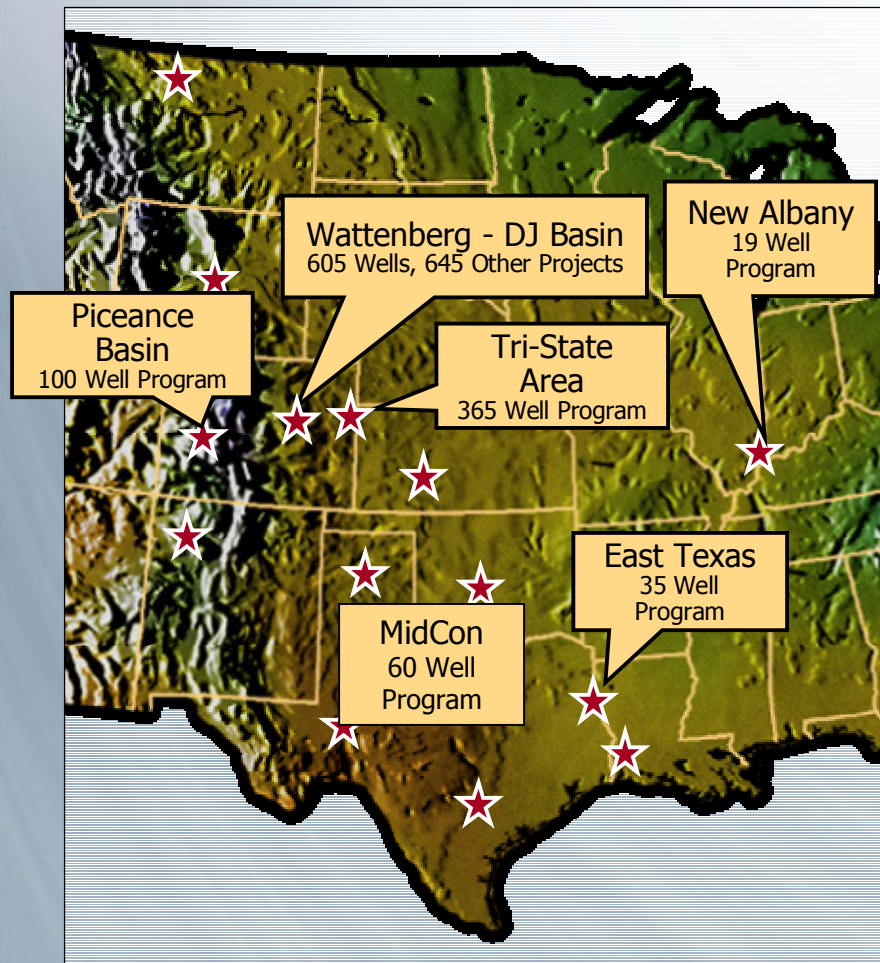 New Albany
19 Well
Program
Wattenberg - DJ Basin
605 Wells, 645 Other Projects
Piceance
Basin
100 Well Program
Tri-State
Area
365 Well Program
East Texas
35 Well
Program
MidCon
60 Well
Program